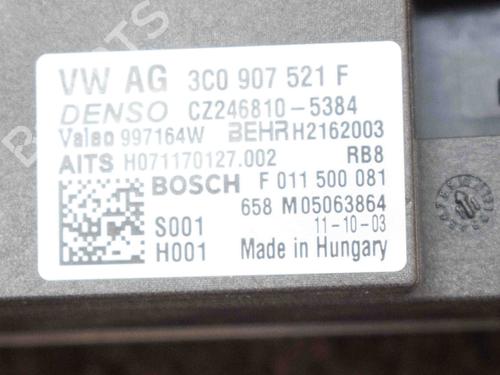 VW AG 3C0 907 521 F
DENSO CZ246810-5384
Valeo 997164W BEHR H2162003
AITS H071170127.002 RB8
BOSCH F 011 500 081
658 M05063864
S001 11-10-03
H001 Made in Hungary